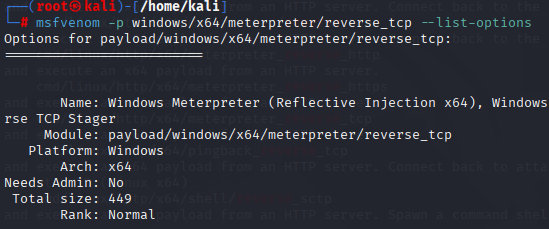 ┌──(root㉿kali)-[/home/kali]
└─# msfvenom -p windows/x64/meterpreter/reverse_tcp --list-options
Options for payload/windows/x64/meterpreter/reverse_tcp:
=========================
Name: Windows Meterpreter (Reflective Injection x64), Windows
rse TCP Stager
Module: payload/windows/x64/meterpreter/reverse_tcp
Platform: Windows
Arch: x64
Needs Admin: No
Total size: 449
Rank: Normal